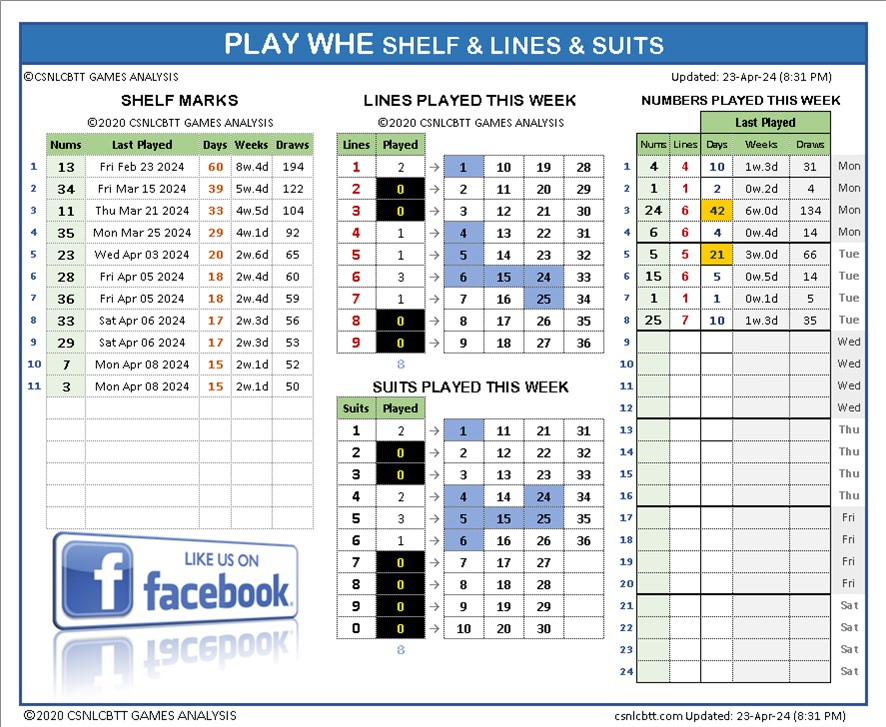 PLAY WHE SHELF & LINES & SUITS
©CSNLCBTT GAMES ANALYSIS
Updated: 23-Apr-24 (8:31 PM)
SHELF MARKS
©2020 CSNLCBTT GAMES ANALYSIS
Nums Last Played Days Weeks Draws
1 13 Fri Feb 23 2024 60 8w.4d 194
2 34 Fri Mar 15 2024 39 5w.4d 122
3 11 Thu Mar 21 2024 33 4w.5d 104
4 35 Mon Mar 25 2024 29 4w.1d 92
5 23 Wed Apr 03 2024 20 2w.6d 65
6 28 Fri Apr 05 2024 18 2w.4d 60
7 36 Fri Apr 05 2024 18 2w.4d 59
8 33 Sat Apr 06 2024 17 2w.3d 56
9 29 Sat Apr 06 2024 17 2w.3d 53
10 7 Mon Apr 08 2024 15 2w.1d 52
11 3 Mon Apr 08 2024 15 2w.1d 50
LIKE US ON
f facebook.
LINES PLAYED THIS WEEK
©2020 CSNLCBTT GAMES ANALYSIS
Lines Played
1 2 → 1 10 19 28
2 0 → 2 11 20 29
3 0 → 3 12 21 30
4 1 → 4 13 22 31
5 1 → 5 14 23 32
6 3 → 6 15 24 33
7 1 → 7 16 25 34
8 0 → 8 17 26 35
9 0 → 9 18 27 36
8
SUITS PLAYED THIS WEEK
Suits Played
1 2 → 1 11 21 31
2 0 → 2 12 22 32
3 0 → 3 13 23 33
4 2 → 4 14 24 34
5 3 → 5 15 25 35
6 1 → 6 16 26 36
7 0 → 7 17 27
8 0 → 8 18 28
9 0 → 9 19 29
0 0 → 10 20 30
8
NUMBERS PLAYED THIS WEEK
Last Played
Nums Lines Days Weeks Draws
1 4 4 10 1w.3d 31 Mon
2 1 1 2 0w.2d 4 Mon
3 24 6 42 6w.0d 134 Mon
4 6 6 4 0w.4d 14 Mon
5 5 5 21 3w.0d 66 Tue
6 15 6 5 0w.5d 14 Tue
7 1 1 1 0w.1d 5 Tue
8 25 7 10 1w.3d 35 Tue
9 Wed
10 Wed
11 Wed
12 Wed
13 Thu
14 Thu
15 Thu
16 Thu
17 Fri
18 Fri
19 Fri
20 Fri
21 Sat
22 Sat
23 Sat
24 Sat
©2020 CSNLCBTT GAMES ANALYSIS
csnlcbtt.com Updated: 23-Apr-24 (8:31 PM)